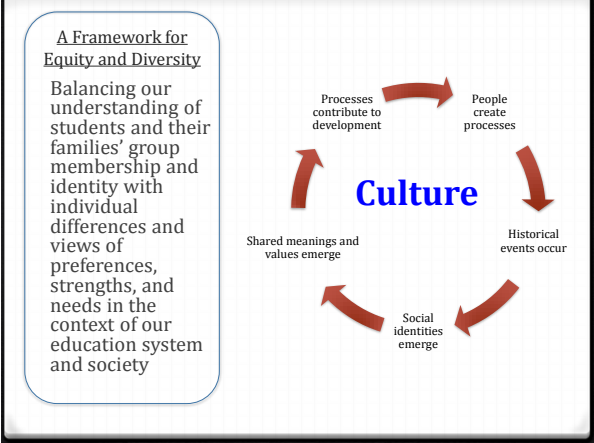 A Framework for
Equity and Diversity
Balancing our
understanding of
students and their
families’ group
membership and
identity with
individual
differences and
views of
preferences,
strengths, and
needs in the
context of our
education system
and society
Culture
Processes
contribute to
development
People
create
processes
Historical
events occur
Social
identities
emerge
Shared meanings and
values emerge